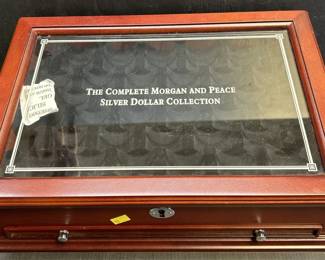 THE COMPLETE MORGAN AND PEACE
SILVER DOLLAR COLLECTION